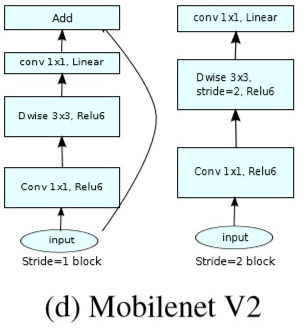 Add
conv 1x1, Linear
Dwise 3x3, Relu6
Conv 1x1, Relu6
input
Stride=1 block
conv 1x1, Linear
Dwise 3x3,
stride=2, Relu6
Conv 1x1, Relu6
input
Stride=2 block
(d) Mobilenet V2